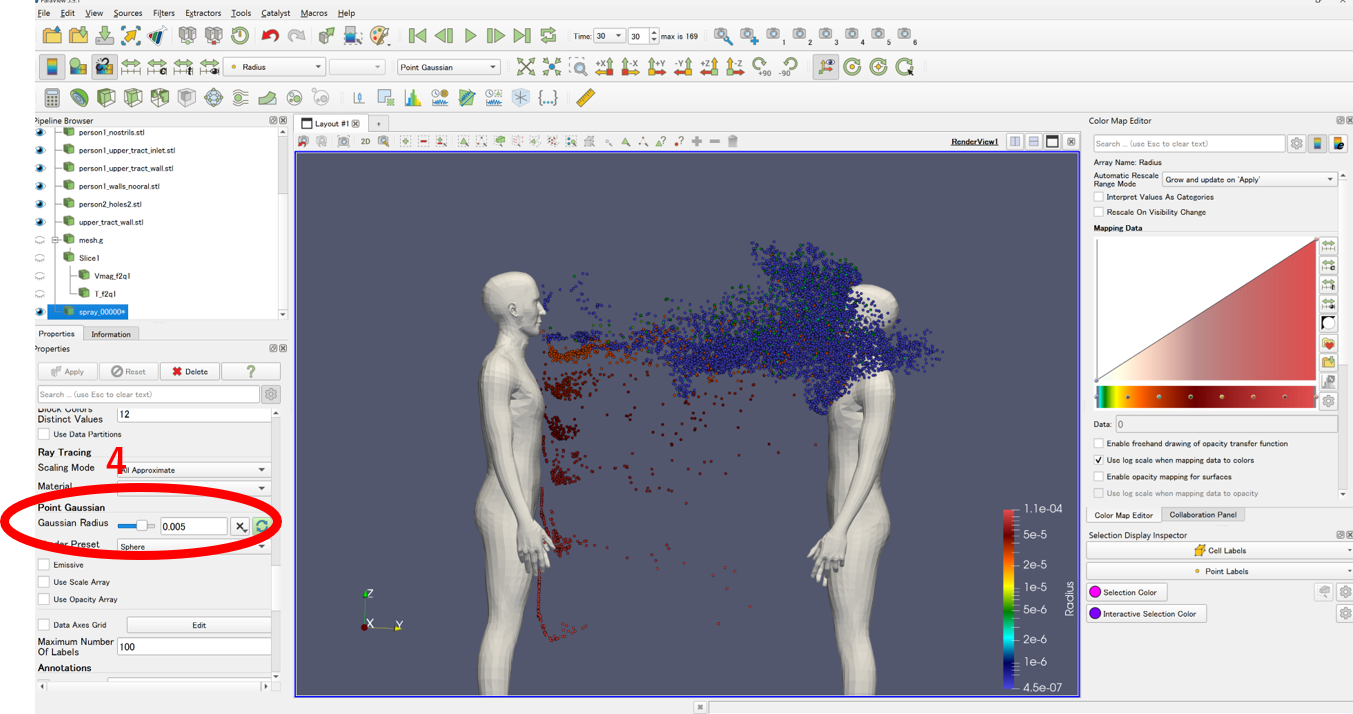 File Edit View Sources Filters Extractors Tools Catalyst Macros Help
Time: 30 30 max is 169
1 2 3 4 5 6
Radius Point Gaussian
+X -X +Y -Y +Z -Z +90 -90
Pipeline Browser
person1_nostrils.stl
person1_upper_tract_inlet.stl
person1_upper_tract_wall.stl
person1_walls_nooral.stl
person2_holes2.stl
upper_tract_wall.stl
mesh.g
Slice1
Vmag_f2q1
T_f2q1
spray_00000*
Properties Information
Properties
Apply Reset Delete ?
Search ... (use Esc to clear text)
Block Colors
Distinct Values 12
Use Data Partitions
Ray Tracing
4
Scaling Mode All Approximate
Material
Point Gaussian
Gaussian Radius 0.005
Preset Sphere
Emissive
Use Scale Array
Use Opacity Array
Data Axes Grid Edit
Maximum Number
Of Labels 100
Annotations
Layout #1 +
2D
RenderView1
Z
X Y
1.1e-04
5e-5
2e-5
1e-5
5e-6
2e-6
1e-6
4.5e-07
Radius
Color Map Editor
Search ... (use Esc to clear text)
Array Name: Radius
Automatic Rescale
Range Mode Grow and update on 'Apply'
Interpret Values As Categories
Rescale On Visibility Change
Mapping Data
Data: 0
Enable freehand drawing of opacity transfer function
Use log scale when mapping data to colors
Enable opacity mapping for surfaces
Use log scale when mapping data to opacity
Color Map Editor Collaboration Panel
Selection Display Inspector
Cell Labels
Point Labels
Selection Color
Interactive Selection Color